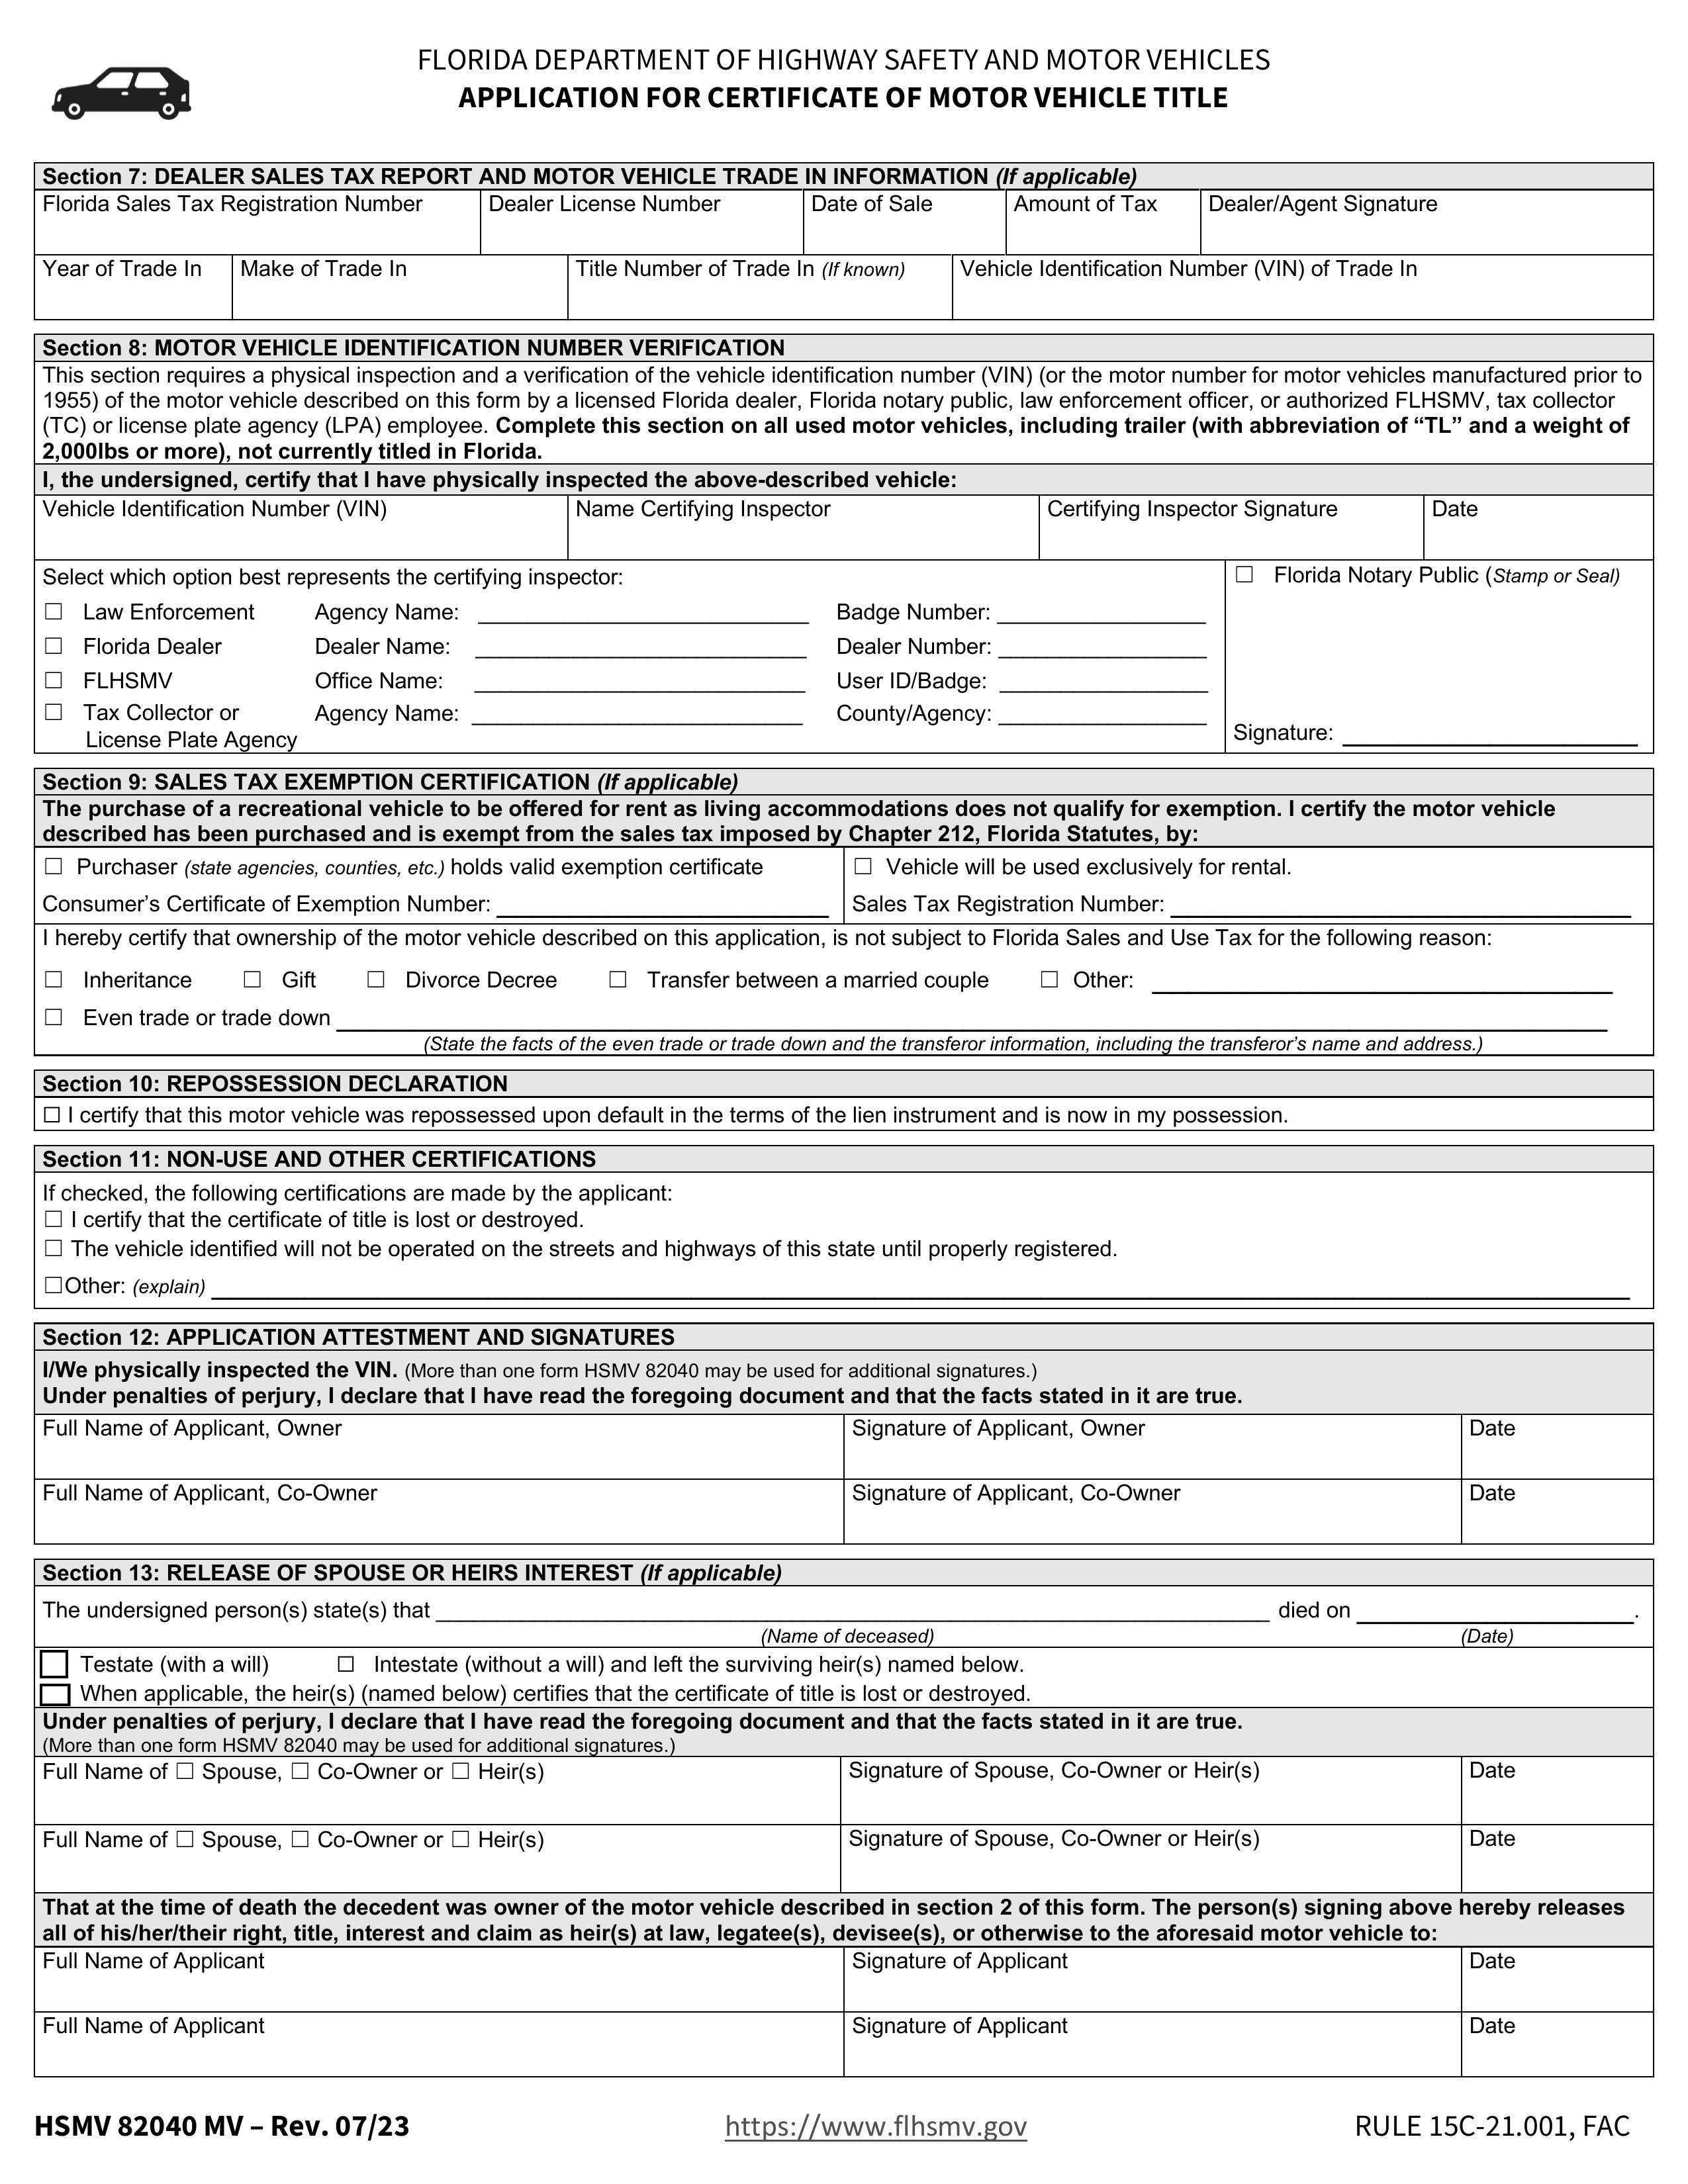 FLORIDA DEPARTMENT OF HIGHWAY SAFETY AND MOTOR VEHICLES
APPLICATION FOR CERTIFICATE OF MOTOR VEHICLE TITLE
Section 7: DEALER SALES TAX REPORT AND MOTOR VEHICLE TRADE IN INFORMATION (If applicable)
Florida Sales Tax Registration Number Dealer License Number Date of Sale Amount of Tax Dealer/Agent Signature
Year of Trade In Make of Trade In Title Number of Trade In (If known) Vehicle Identification Number (VIN) of Trade In
Section 8: MOTOR VEHICLE IDENTIFICATION NUMBER VERIFICATION
This section requires a physical inspection and a verification of the vehicle identification number (VIN) (or the motor number for motor vehicles manufactured prior to
1955) of the motor vehicle described on this form by a licensed Florida dealer, Florida notary public, law enforcement officer, or authorized FLHSMV, tax collector
(TC) or license plate agency (LPA) employee. Complete this section on all used motor vehicles, including trailer (with abbreviation of “TL” and a weight of
2,000lbs or more), not currently titled in Florida.
I, the undersigned, certify that I have physically inspected the above-described vehicle:
Vehicle Identification Number (VIN) Name Certifying Inspector Certifying Inspector Signature Date
Select which option best represents the certifying inspector:
☐ Florida Notary Public (Stamp or Seal)
☐ Law Enforcement Agency Name: ____ Badge Number: ____
☐ Florida Dealer Dealer Name: ____ Dealer Number: ____
☐ FLHSMV Office Name: ____ User ID/Badge: ____
☐ Tax Collector or Agency Name: ____ County/Agency: ____
License Plate Agency
Signature: ____
Section 9: SALES TAX EXEMPTION CERTIFICATION (If applicable)
The purchase of a recreational vehicle to be offered for rent as living accommodations does not qualify for exemption. I certify the motor vehicle
described has been purchased and is exempt from the sales tax imposed by Chapter 212, Florida Statutes, by:
☐ Purchaser (state agencies, counties, etc.) holds valid exemption certificate ☐ Vehicle will be used exclusively for rental.
Consumer’s Certificate of Exemption Number: ____ Sales Tax Registration Number: ____
I hereby certify that ownership of the motor vehicle described on this application, is not subject to Florida Sales and Use Tax for the following reason:
☐ Inheritance ☐ Gift ☐ Divorce Decree ☐ Transfer between a married couple ☐ Other: ____
☐ Even trade or trade down ____
(State the facts of the even trade or trade down and the transferor information, including the transferor’s name and address.)
Section 10: REPOSSESSION DECLARATION
☐ I certify that this motor vehicle was repossessed upon default in the terms of the lien instrument and is now in my possession.
Section 11: NON-USE AND OTHER CERTIFICATIONS
If checked, the following certifications are made by the applicant:
☐ I certify that the certificate of title is lost or destroyed.
☐ The vehicle identified will not be operated on the streets and highways of this state until properly registered.
☐Other: (explain) ____
Section 12: APPLICATION ATTESTMENT AND SIGNATURES
I/We physically inspected the VIN. (More than one form HSMV 82040 may be used for additional signatures.)
Under penalties of perjury, I declare that I have read the foregoing document and that the facts stated in it are true.
Full Name of Applicant, Owner Signature of Applicant, Owner Date
Full Name of Applicant, Co-Owner Signature of Applicant, Co-Owner Date
Section 13: RELEASE OF SPOUSE OR HEIRS INTEREST (If applicable)
The undersigned person(s) state(s) that ____ died on ____.
(Name of deceased) (Date)
☐ Testate (with a will) ☐ Intestate (without a will) and left the surviving heir(s) named below.
☐ When applicable, the heir(s) (named below) certifies that the certificate of title is lost or destroyed.
Under penalties of perjury, I declare that I have read the foregoing document and that the facts stated in it are true.
(More than one form HSMV 82040 may be used for additional signatures.)
Full Name of ☐ Spouse, ☐ Co-Owner or ☐ Heir(s) Signature of Spouse, Co-Owner or Heir(s) Date
Full Name of ☐ Spouse, ☐ Co-Owner or ☐ Heir(s) Signature of Spouse, Co-Owner or Heir(s) Date
That at the time of death the decedent was owner of the motor vehicle described in section 2 of this form. The person(s) signing above hereby releases
all of his/her/their right, title, interest and claim as heir(s) at law, legatee(s), devisee(s), or otherwise to the aforesaid motor vehicle to:
Full Name of Applicant Signature of Applicant Date
Full Name of Applicant Signature of Applicant Date
HSMV 82040 MV – Rev. 07/23 https://www.flhsmv.gov RULE 15C-21.001, FAC